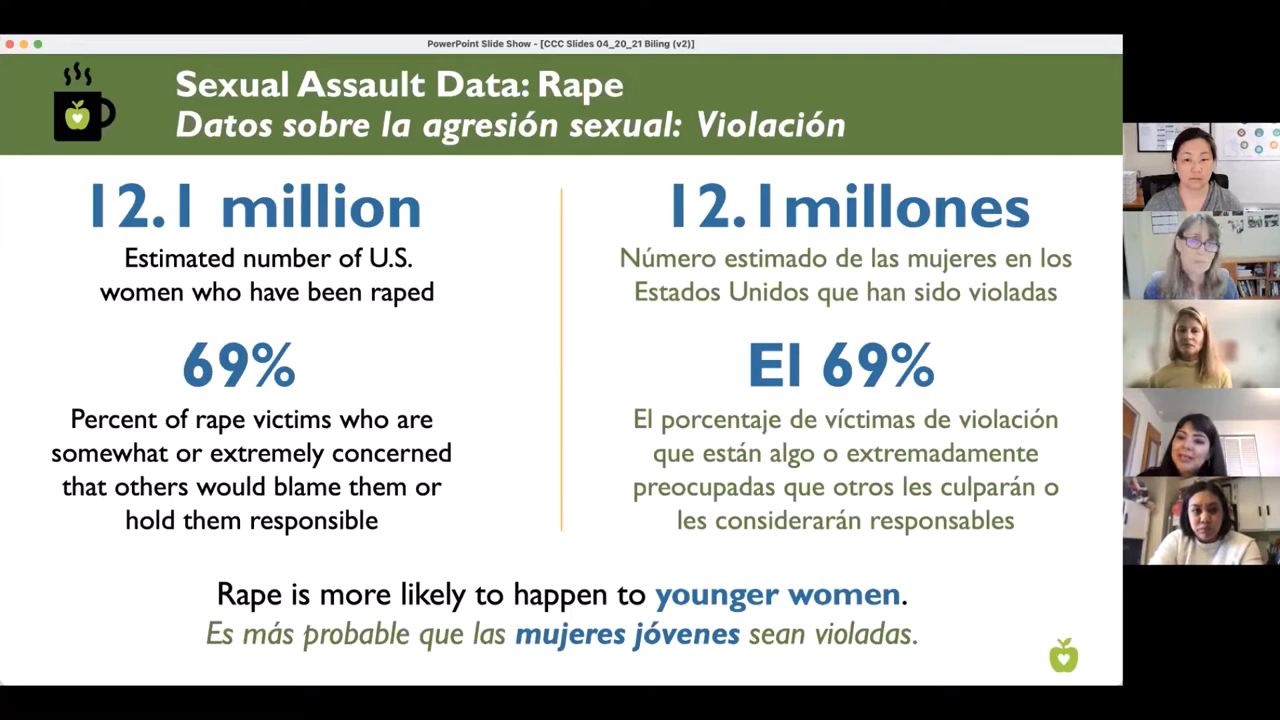 PowerPoint Slide Show - [CCC Slides 04_20_21 Biling (v2)]
Sexual Assault Data: Rape
Datos sobre la agresión sexual: Violación
12.1 million
Estimated number of U.S.
women who have been raped
69%
Percent of rape victims who are
somewhat or extremely concerned
that others would blame them or
hold them responsible
12.1millones
Número estimado de las mujeres en los
Estados Unidos que han sido violadas
El 69%
El porcentaje de víctimas de violación
que están algo o extremadamente
preocupadas que otros les culparán o
les considerarán responsables
Rape is more likely to happen to younger women.
Es más probable que las mujeres jóvenes sean violadas.